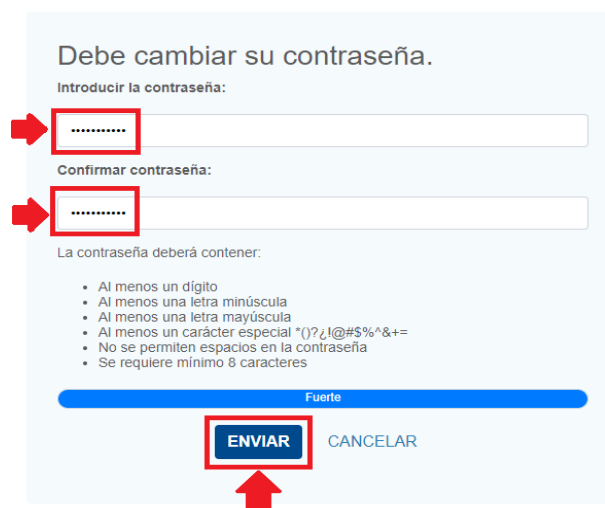 Debe cambiar su contraseña.
Introducir la contraseña:
•••••••••••
Confirmar contraseña:
•••••••••••
La contraseña deberá contener:
• Al menos un dígito
• Al menos una letra minúscula
• Al menos una letra mayúscula
• Al menos un carácter especial *()?¿!@#$%^&+=
• No se permiten espacios en la contraseña
• Se requiere mínimo 8 caracteres
Fuerte
ENVIAR CANCELAR